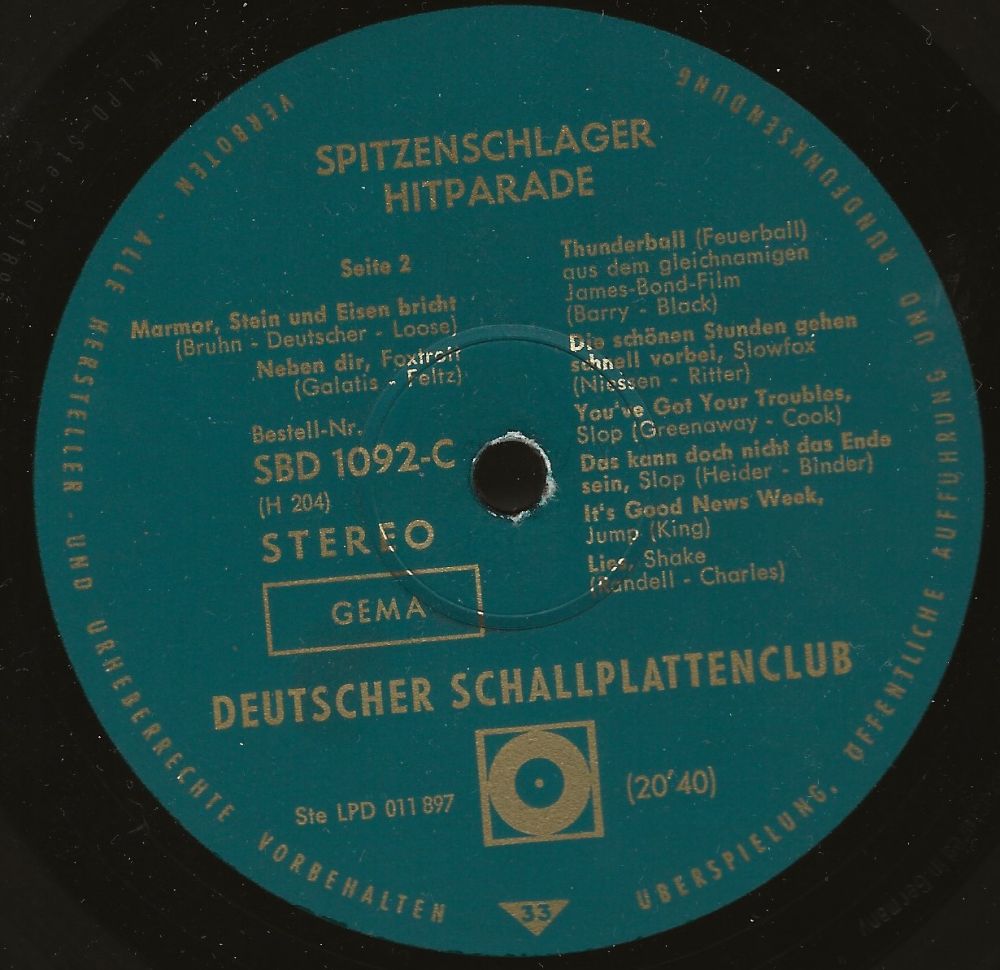 SPITZENSCHLAGER
HITPARADE
Seite 2
Marmor, Stein und Eisen bricht
(Bruhn - Deutscher - Loose)
Neben dir, Foxtrott
(Galatis - Feltz)
Bestell-Nr.
SBD 1092-C
(H 204)
STEREO
GEMA
Thunderball (Feuerball)
aus dem gleichnamigen
James-Bond-Film
(Barry - Black)
Die schönen Stunden gehen
schnell vorbei, Slowfox
(Niessen - Ritter)
You've Got Your Troubles,
Slop (Greenaway - Cook)
Das kann doch nicht das Ende
sein, Slop (Heider - Binder)
It's Good News Week,
Jump (King)
Lies, Shake
(Randell - Charles)
DEUTSCHER SCHALLPLATTENCLUB
Ste LPD 011 897
(20'40)
33
ALLE HERSTELLER - UND URHEBERRECHTE VORBEHALTEN
ÜBERSPIELUNG, ÖFFENTLICHE AUFFÜHRUNG UND RUNDFUNKSENDUNG VERBOTEN .